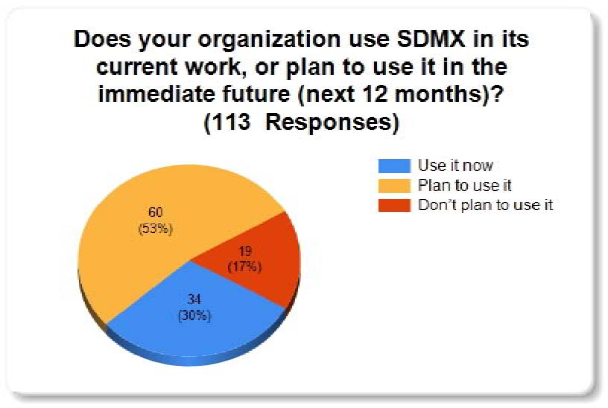 Does your organization use SDMX in its
current work, or plan to use it in the
immediate future (next 12 months)?
(113 Responses)
Use it now
Plan to use it
Don't plan to use it
60
(53%)
19
(17%)
34
(30%)